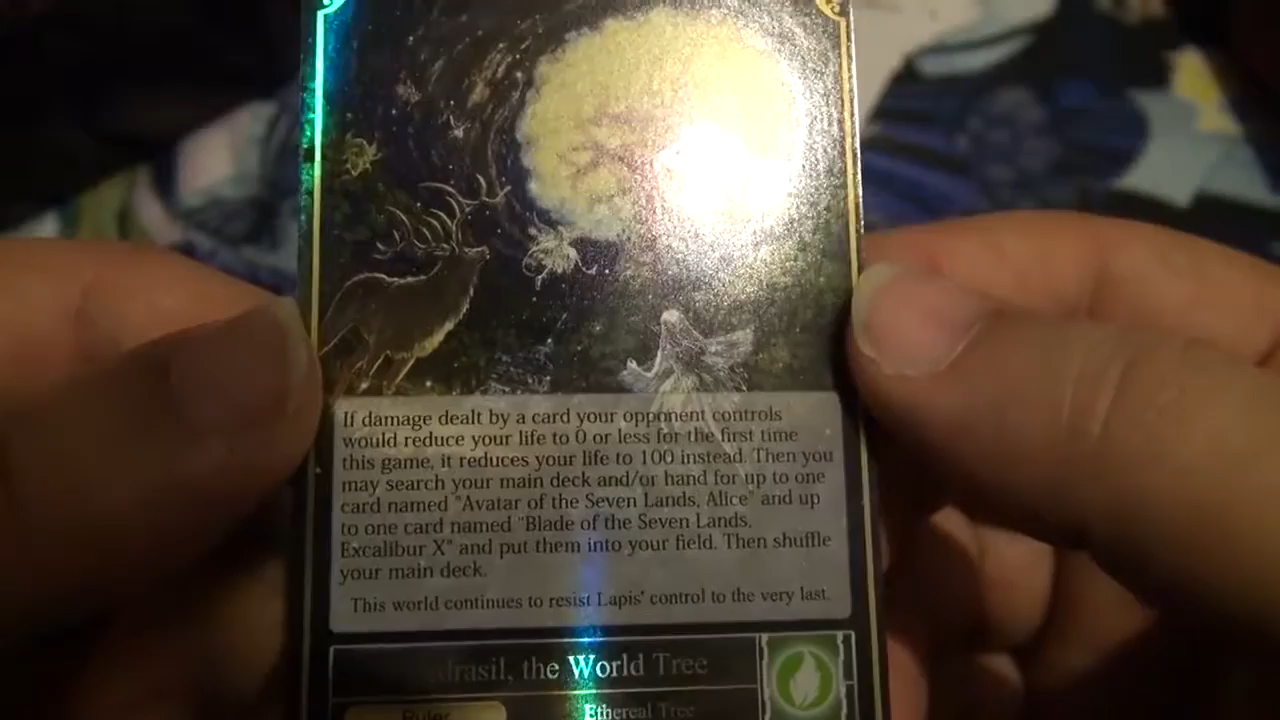 If damage dealt by a card your opponent controls
would reduce your life to 0 or less for the first time
this game, it reduces your life to 100 instead. Then you
may search your main deck and/or hand for up to one
card named "Avatar of the Seven Lands, Alice" and up
to one card named "Blade of the Seven Lands,
Excalibur X" and put them into your field. Then shuffle
your main deck.
This world continues to resist Lapis' control to the very last.
drasil, the World Tree
Ruler
Ethereal Tree